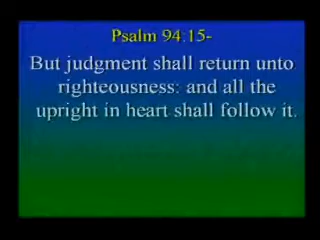 Psalm 94:15-
But judgment shall return unto
righteousness: and all the
upright in heart shall follow it.